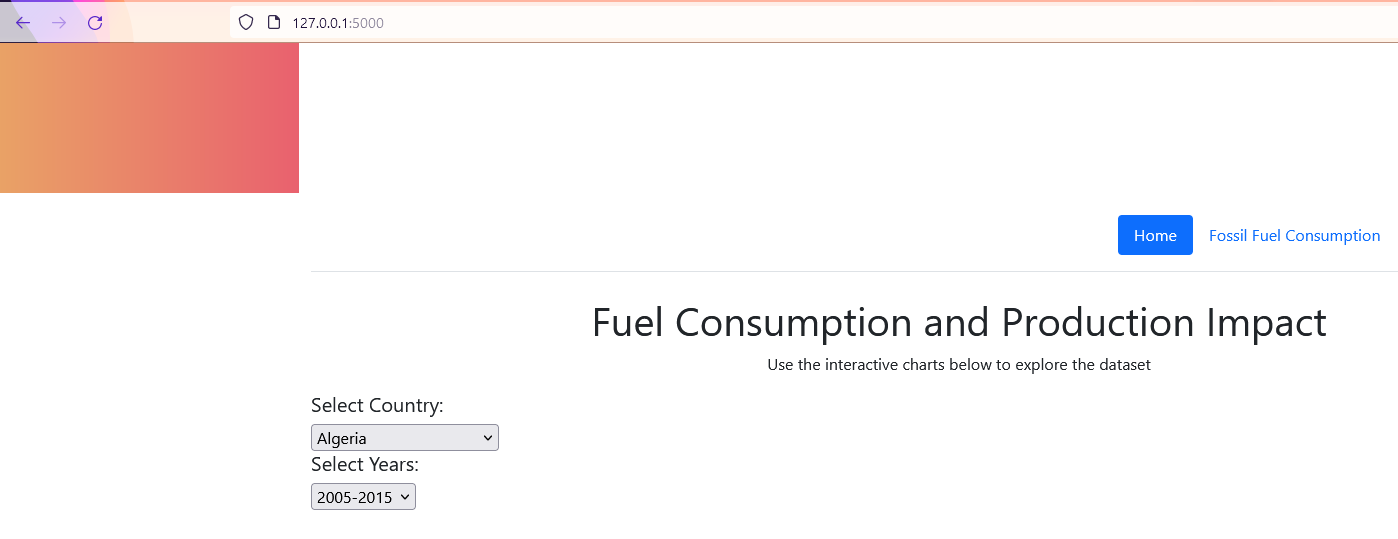 127.0.0.1:5000
Home Fossil Fuel Consumption
Fuel Consumption and Production Impact
Use the interactive charts below to explore the dataset
Select Country:
Algeria
Select Years:
2005-2015